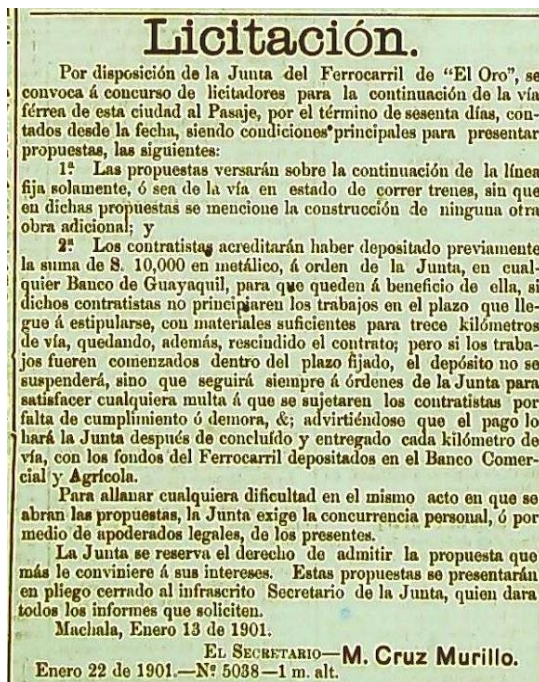 Licitación.
Por disposición de la Junta del Ferrocarril de “El Oro”, se
convoca á concurso de licitadores para la continuación de la vía
férrea de esta ciudad al Pasaje, por el término de sesenta días, con-
tados desde la fecha, siendo condiciones principales para presentar
propuestas, las siguientes:
1ª Las propuestas versarán sobre la continuación de la línea
fija solamente, ó sea de la vía en estado de correr trenes, sin que
en dichas propuestas se mencione la construcción de ninguna otra
obra adicional; y
2ª Los contratistas acreditarán haber depositado previamente
la suma de S. 10,000 en metálico, á orden de la Junta, en cual-
quier Banco de Guayaquil, para que queden á beneficio de ella, si
dichos contratistas no principiaren los trabajos en el plazo que lle-
gue á estipularse, con materiales suficientes para trece kilómetros
de vía, quedando, además, rescindido el contrato; pero si los traba-
jos fueren comenzados dentro del plazo fijado, el depósito no se
suspenderá, sino que seguirá siempre á órdenes de la Junta para
satisfacer cualquiera multa á que se sujetaren los contratistas por
falta de cumplimiento ó demora, &; advirtiéndose que el pago lo
hará la Junta después de concluído y entregado cada kilómetro de
vía, con los fondos del Ferrocarril depositados en el Banco Comer-
cial y Agrícola.
Para allanar cualquiera dificultad en el mismo acto en que se
abran las propuestas, la Junta exige la concurrencia personal, ó por
medio de apoderados legales, de los presentes.
La Junta se reserva el derecho de admitir la propuesta que
más le conviniere á sus intereses. Estas propuestas se presentarán
en pliego cerrado al infrascrito Secretario de la Junta, quien dara
todos los informes que soliciten.
Machala, Enero 13 de 1901.
EL SECRETARIO—M. Cruz Murillo.
Enero 22 de 1901.—Nº 5038—1 m. alt.